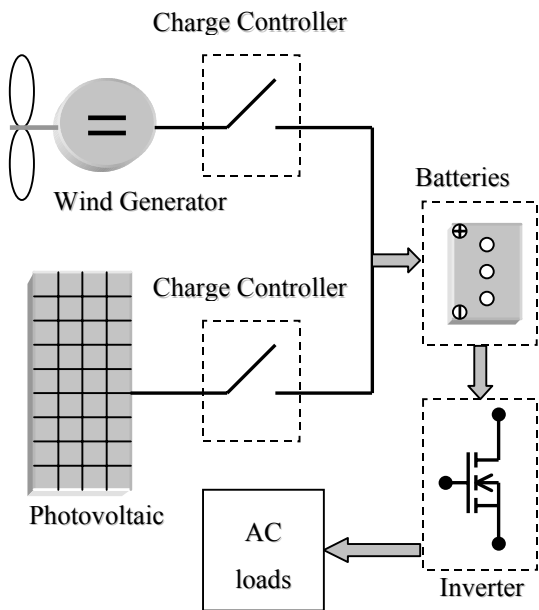 Charge Controller
Wind Generator
Batteries
Charge Controller
Photovoltaic
AC
loads
Inverter